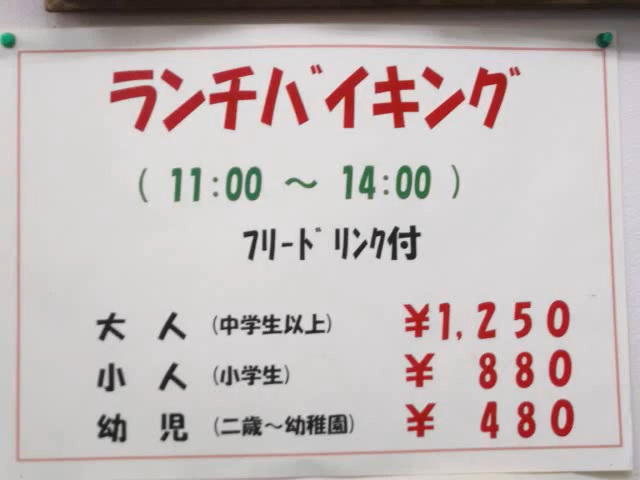 ランチバイキング
( 11:00 ～ 14:00 )
ﾌﾘｰﾄﾞﾘﾝｸ付
大 人 (中学生以上) ￥1,250
小 人 (小学生) ￥ 880
幼 児 (二歳～幼稚園) ￥ 480